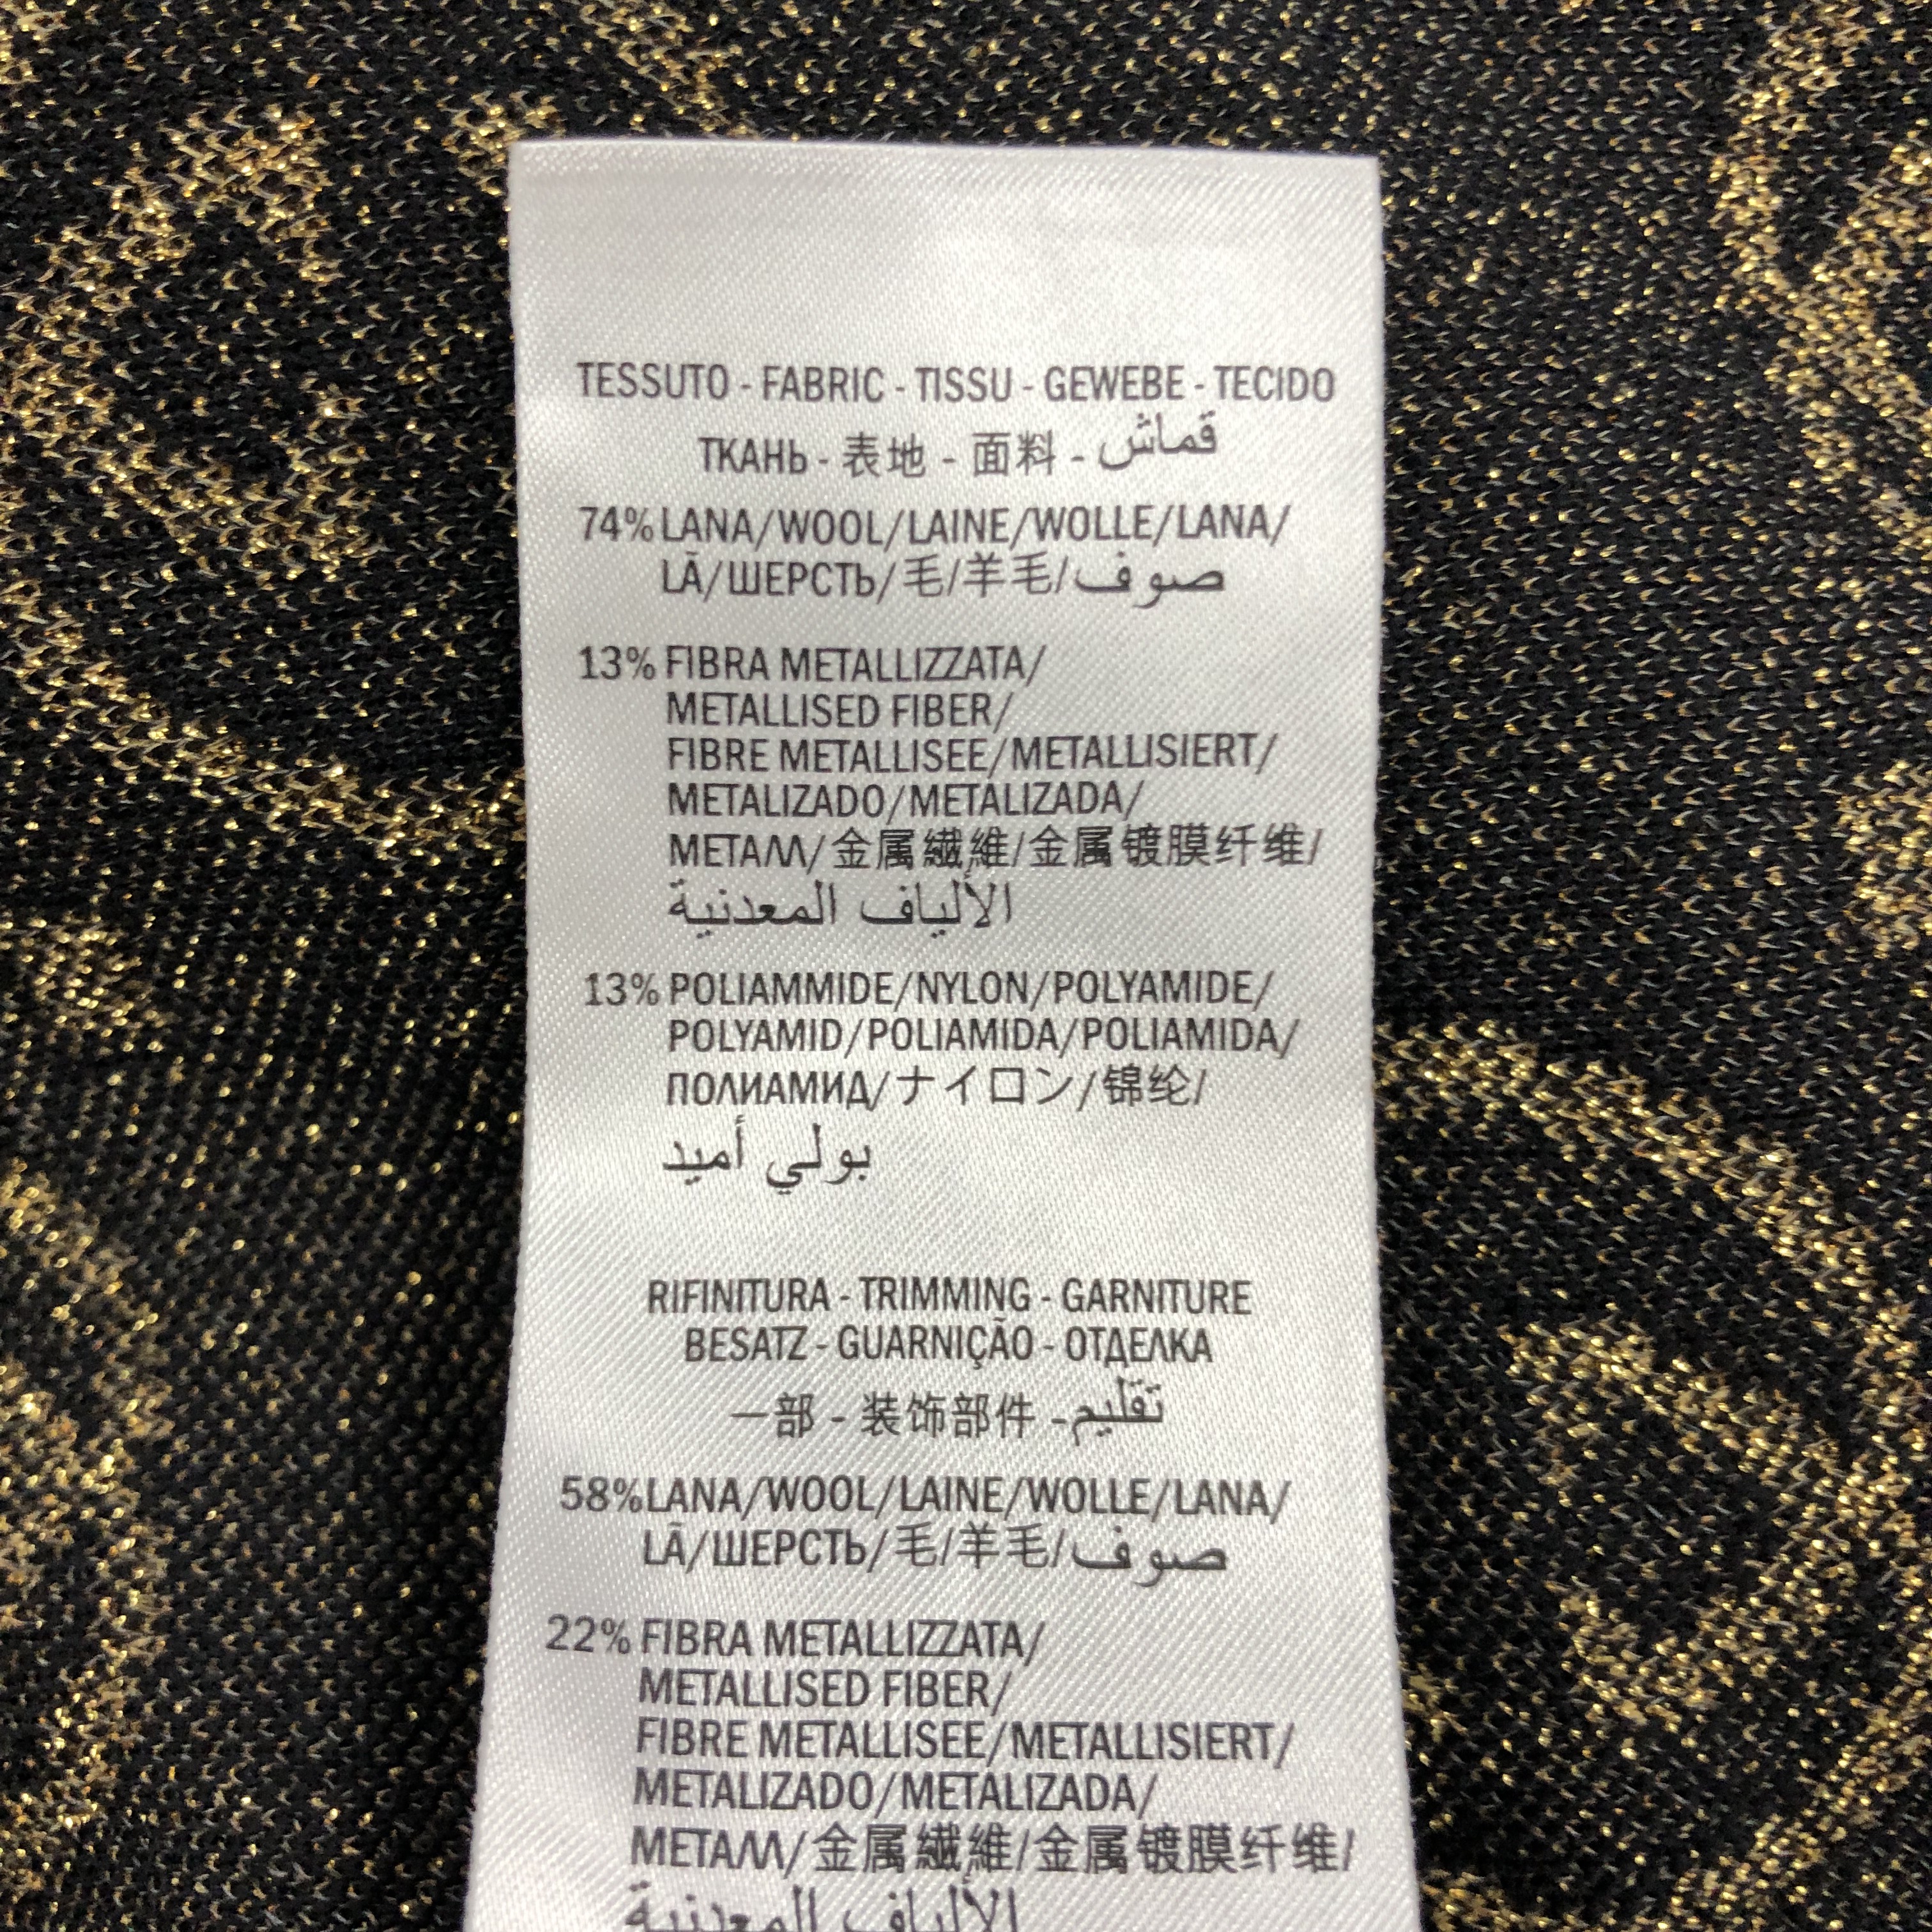 TESSUTO - FABRIC - TISSU - GEWEBE - TECIDO
ТКАНЬ - 表地 - 面料 - قماش
74% LANA/WOOL/LAINE/WOLLE/LANA/
LÃ/ШЕРСТЬ/毛/羊毛/صوف
13% FIBRA METALLIZZATA/
METALLISED FIBER/
FIBRE METALLISEE/METALLISIERT/
METALIZADO/METALIZADA/
МЕТАЛЛ/金属繊維/金属镀膜纤维/
الألياف المعدنية
13% POLIAMMIDE/NYLON/POLYAMIDE/
POLYAMID/POLIAMIDA/POLIAMIDA/
ПОЛИАМИД/ナイロン/锦纶/
بولي أميد
RIFINITURA - TRIMMING - GARNITURE
BESATZ - GUARNIÇÃO - ОТДЕЛКА
一部 - 装饰部件 - تقليم
58% LANA/WOOL/LAINE/WOLLE/LANA/
LÃ/ШЕРСТЬ/毛/羊毛/صوف
22% FIBRA METALLIZZATA/
METALLISED FIBER/
FIBRE METALLISEE/METALLISIERT/
METALIZADO/METALIZADA/
МЕТАЛЛ/金属繊維/金属镀膜纤维/
الألياف المعدنية